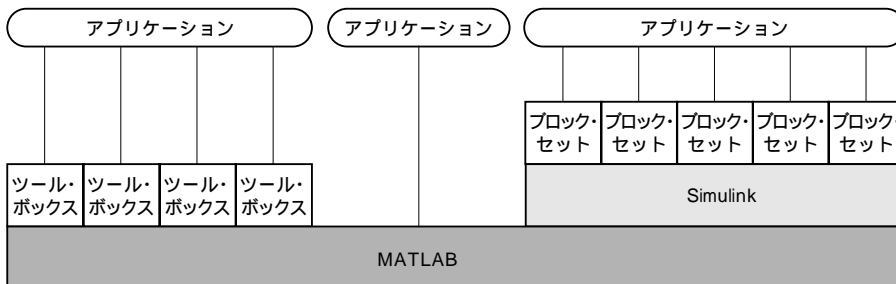 アプリケーション
アプリケーション
アプリケーション
ブロック・
セット
ブロック・
セット
ブロック・
セット
ブロック・
セット
ブロック・
セット
ツール・
ボックス
ツール・
ボックス
ツール・
ボックス
ツール・
ボックス
Simulink
MATLAB